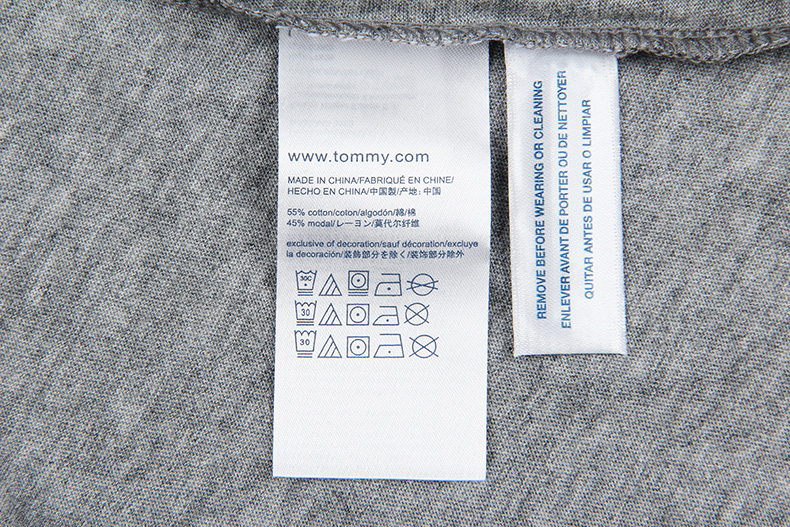 www.tommy.com
MADE IN CHINA/FABRIQUÉ EN CHINE/
HECHO EN CHINA/中国製/产地: 中国
55% cotton/coton/algodón/綿/棉
45% modal/レーヨン/莫代尔纤维
exclusive of decoration/sauf décoration/excluye
la decoración/装飾部分を除く/装饰部分除外
30C
30
30
REMOVE BEFORE WEARING OR CLEANING
ENLEVER AVANT DE PORTER OU DE NETTOYER
QUITAR ANTES DE USAR O LIMPIAR